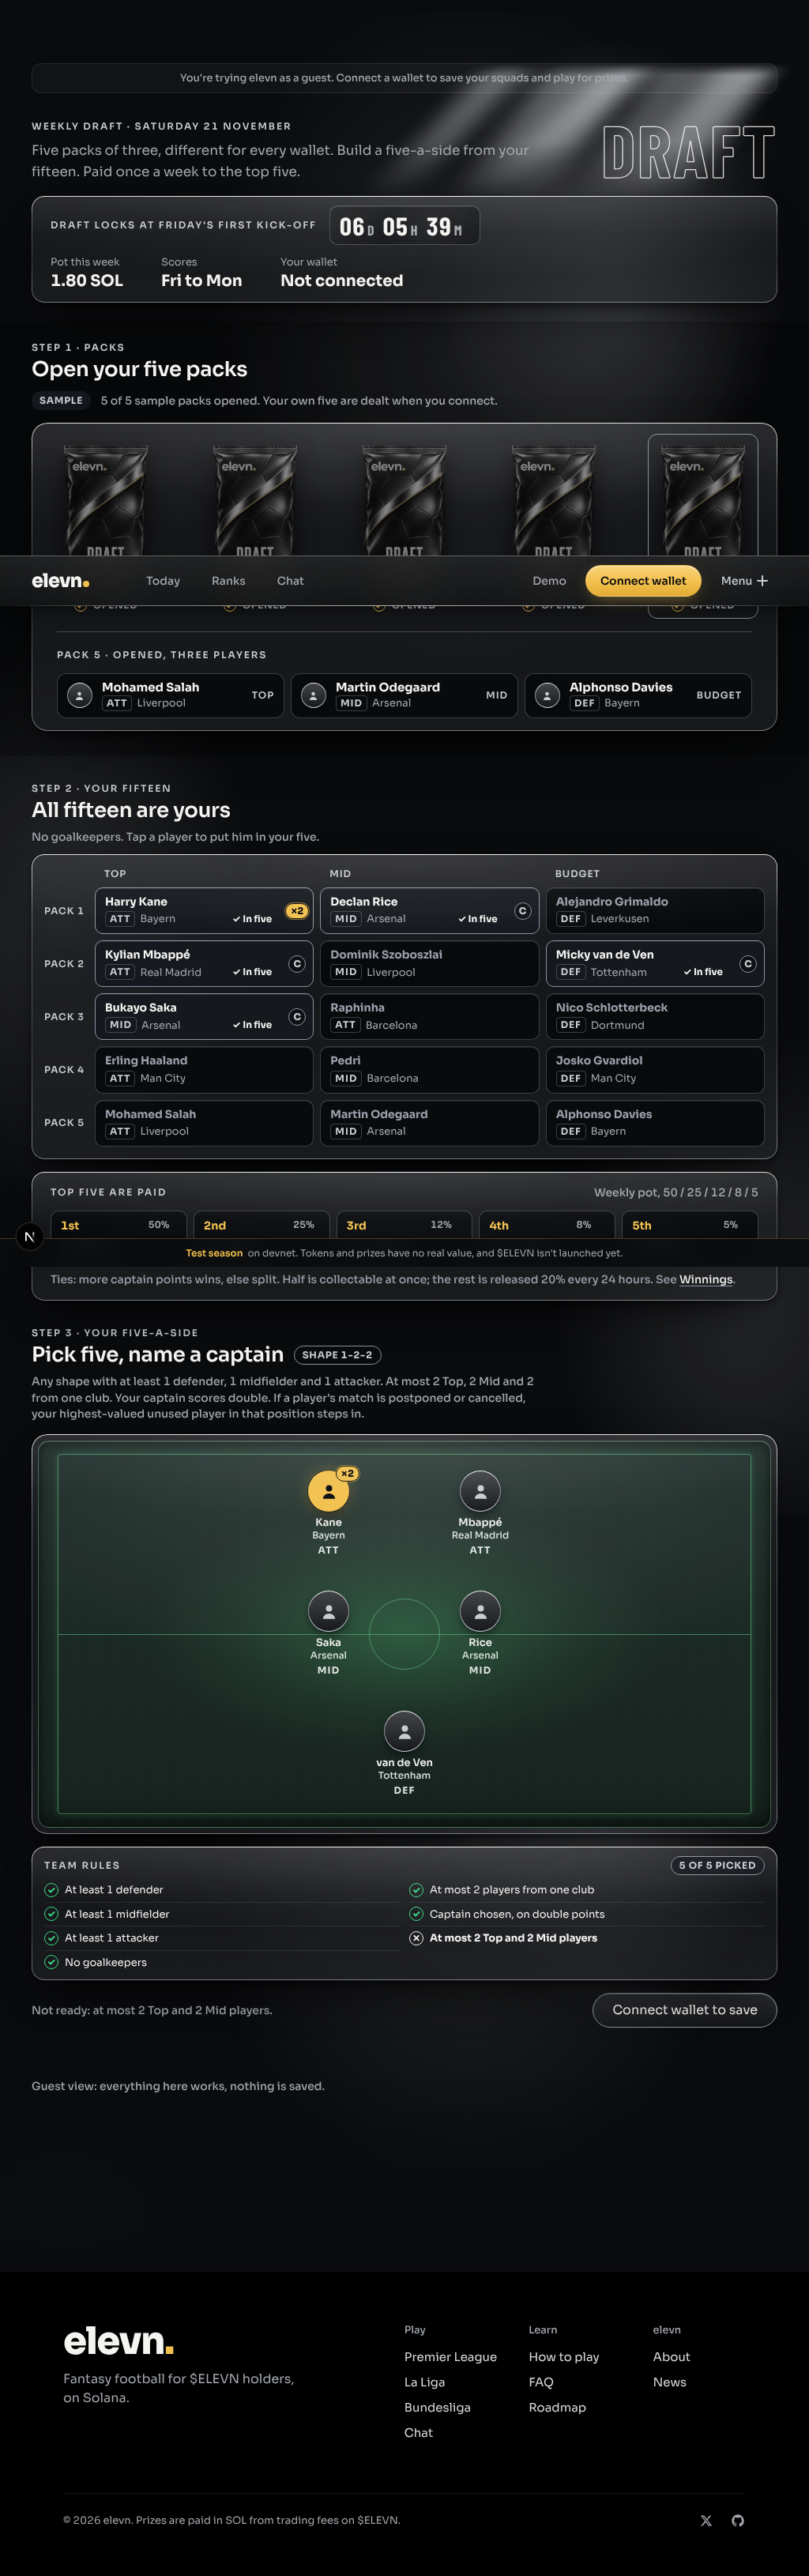 You're trying elevn as a guest. Connect a wallet to save your squads and play for prizes.
WEEKLY DRAFT · SATURDAY 21 NOVEMBER
Five packs of three, different for every wallet. Build a five-a-side from your
fifteen. Paid once a week to the top five.
DRAFT
DRAFT LOCKS AT FRIDAY'S FIRST KICK-OFF 06 D 05 H 39 M
Pot this week Scores Your wallet
1.80 SOL Fri to Mon Not connected
STEP 1 · PACKS
Open your five packs
SAMPLE 5 of 5 sample packs opened. Your own five are dealt when you connect.
elevn. elevn. elevn. elevn. elevn.
DRAFT DRAFT DRAFT DRAFT DRAFT
elevn. Today Ranks Chat Demo Connect wallet Menu
OPENED OPENED OPENED OPENED OPENED
PACK 5 · OPENED, THREE PLAYERS
Mohamed Salah TOP Martin Odegaard MID Alphonso Davies BUDGET
ATT Liverpool MID Arsenal DEF Bayern
STEP 2 · YOUR FIFTEEN
All fifteen are yours
No goalkeepers. Tap a player to put him in your five.
TOP MID BUDGET
PACK 1
Harry Kane Declan Rice Alejandro Grimaldo
ATT Bayern ✓ In five ×2 MID Arsenal ✓ In five C DEF Leverkusen
PACK 2
Kylian Mbappé Dominik Szoboszlai Micky van de Ven
ATT Real Madrid ✓ In five C MID Liverpool DEF Tottenham ✓ In five C
PACK 3
Bukayo Saka Raphinha Nico Schlotterbeck
MID Arsenal ✓ In five C ATT Barcelona DEF Dortmund
PACK 4
Erling Haaland Pedri Josko Gvardiol
ATT Man City MID Barcelona DEF Man City
PACK 5
Mohamed Salah Martin Odegaard Alphonso Davies
ATT Liverpool MID Arsenal DEF Bayern
TOP FIVE ARE PAID Weekly pot, 50 / 25 / 12 / 8 / 5
1st 50% 2nd 25% 3rd 12% 4th 8% 5th 5%
N
Test season on devnet. Tokens and prizes have no real value, and $ELEVN isn't launched yet.
Ties: more captain points wins, else split. Half is collectable at once; the rest is released 20% every 24 hours. See Winnings.
STEP 3 · YOUR FIVE-A-SIDE
Pick five, name a captain SHAPE 1-2-2
Any shape with at least 1 defender, 1 midfielder and 1 attacker. At most 2 Top, 2 Mid and 2
from one club. Your captain scores double. If a player's match is postponed or cancelled,
your highest-valued unused player in that position steps in.
×2
Kane Mbappé
Bayern Real Madrid
ATT ATT
Saka Rice
Arsenal Arsenal
MID MID
van de Ven
Tottenham
DEF
TEAM RULES 5 OF 5 PICKED
At least 1 defender At most 2 players from one club
At least 1 midfielder Captain chosen, on double points
At least 1 attacker At most 2 Top and 2 Mid players
No goalkeepers
Not ready: at most 2 Top and 2 Mid players. Connect wallet to save
Guest view: everything here works, nothing is saved.
elevn.
Fantasy football for $ELEVN holders,
on Solana.
Play Learn elevn
Premier League How to play About
La Liga FAQ News
Bundesliga Roadmap
Chat
© 2026 elevn. Prizes are paid in SOL from trading fees on $ELEVN.